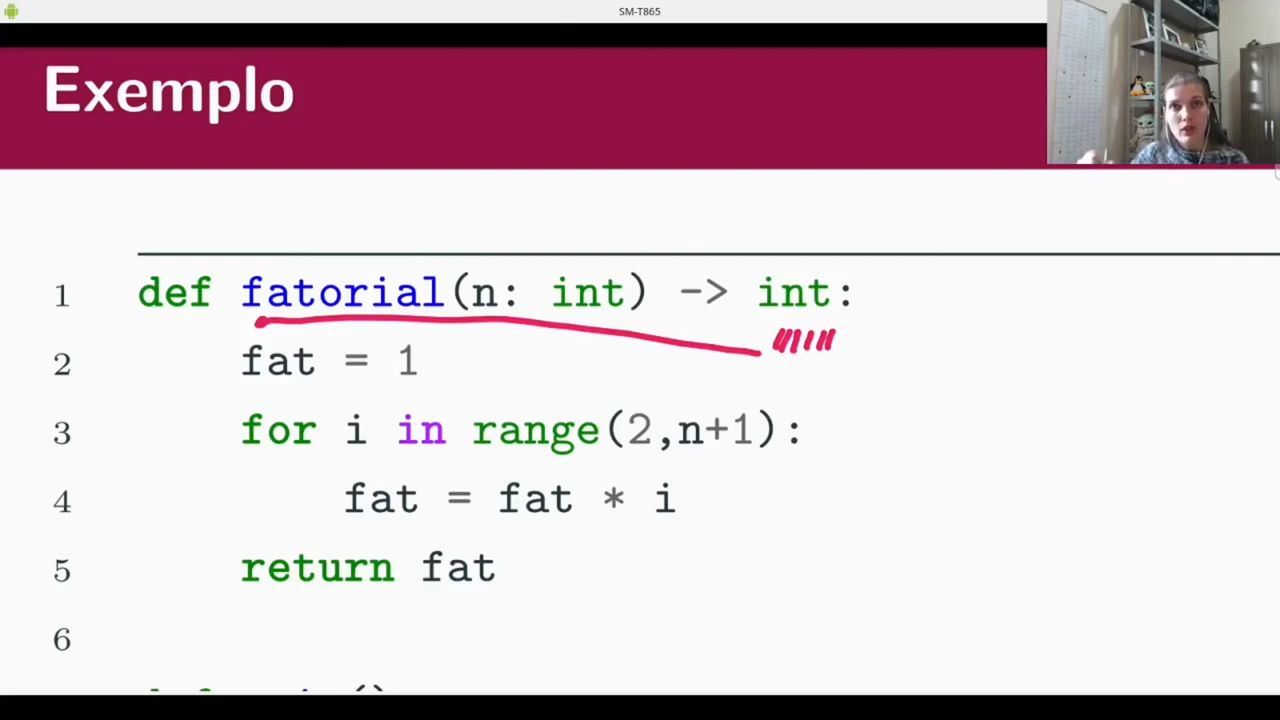 SM-T865
Exemplo
1 def fatorial(n: int) -> int:
2 fat = 1
3 for i in range(2,n+1):
4 fat = fat * i
5 return fat
6